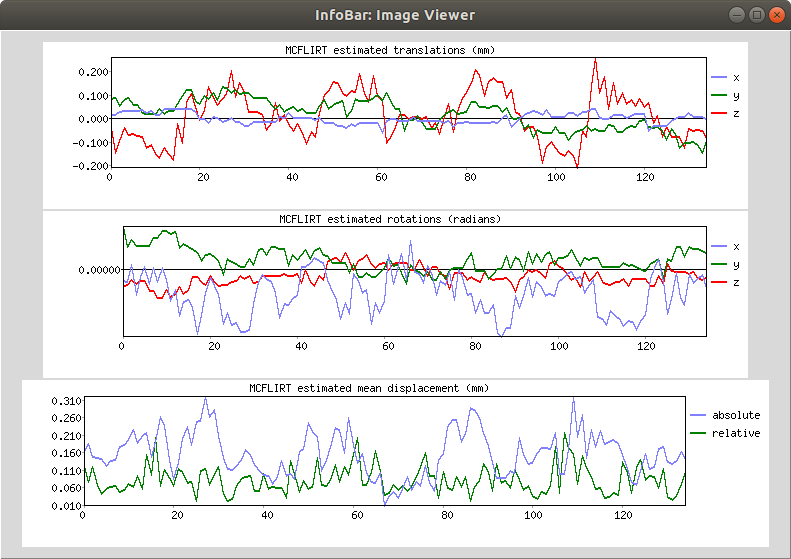 InfoBar: Image Viewer
MCFLIRT estimated translations (mm)
0.200
0.100
0.000
-0.100
-0.200
0 20 40 60 80 100 120
x
y
z
MCFLIRT estimated rotations (radians)
0.00000
0 20 40 60 80 100 120
x
y
z
MCFLIRT estimated mean displacement (mm)
0.310
0.260
0.210
0.160
0.110
0.060
0.010
0 20 40 60 80 100 120
absolute
relative